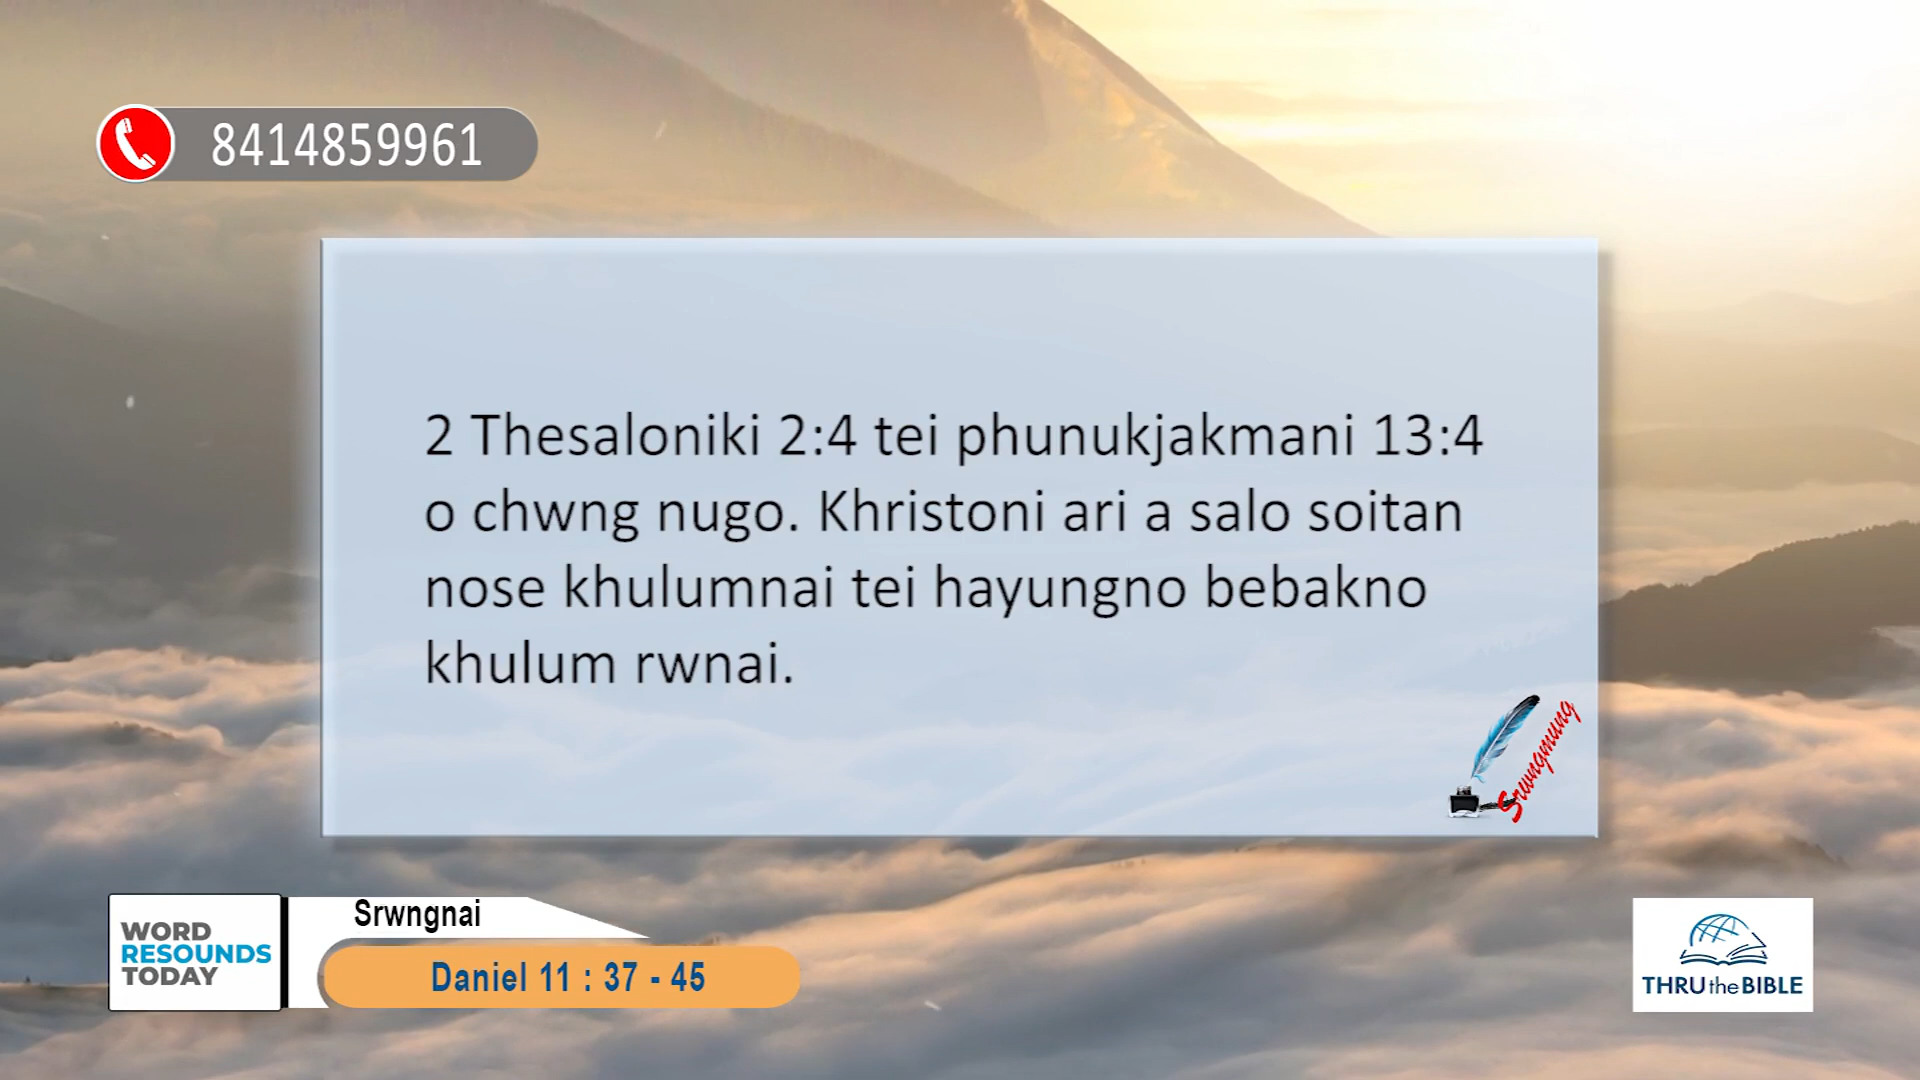 8414859961
2 Thesaloniki 2:4 tei phunukjakmani 13:4
o chwng nugo. Khristoni ari a salo soitan
nose khulumnai tei hayungno bebakno
khulum rwnai.
Srwngmung
WORD
RESOUNDS
TODAY
Srwngnai
Daniel 11 : 37 - 45
THRU the BIBLE